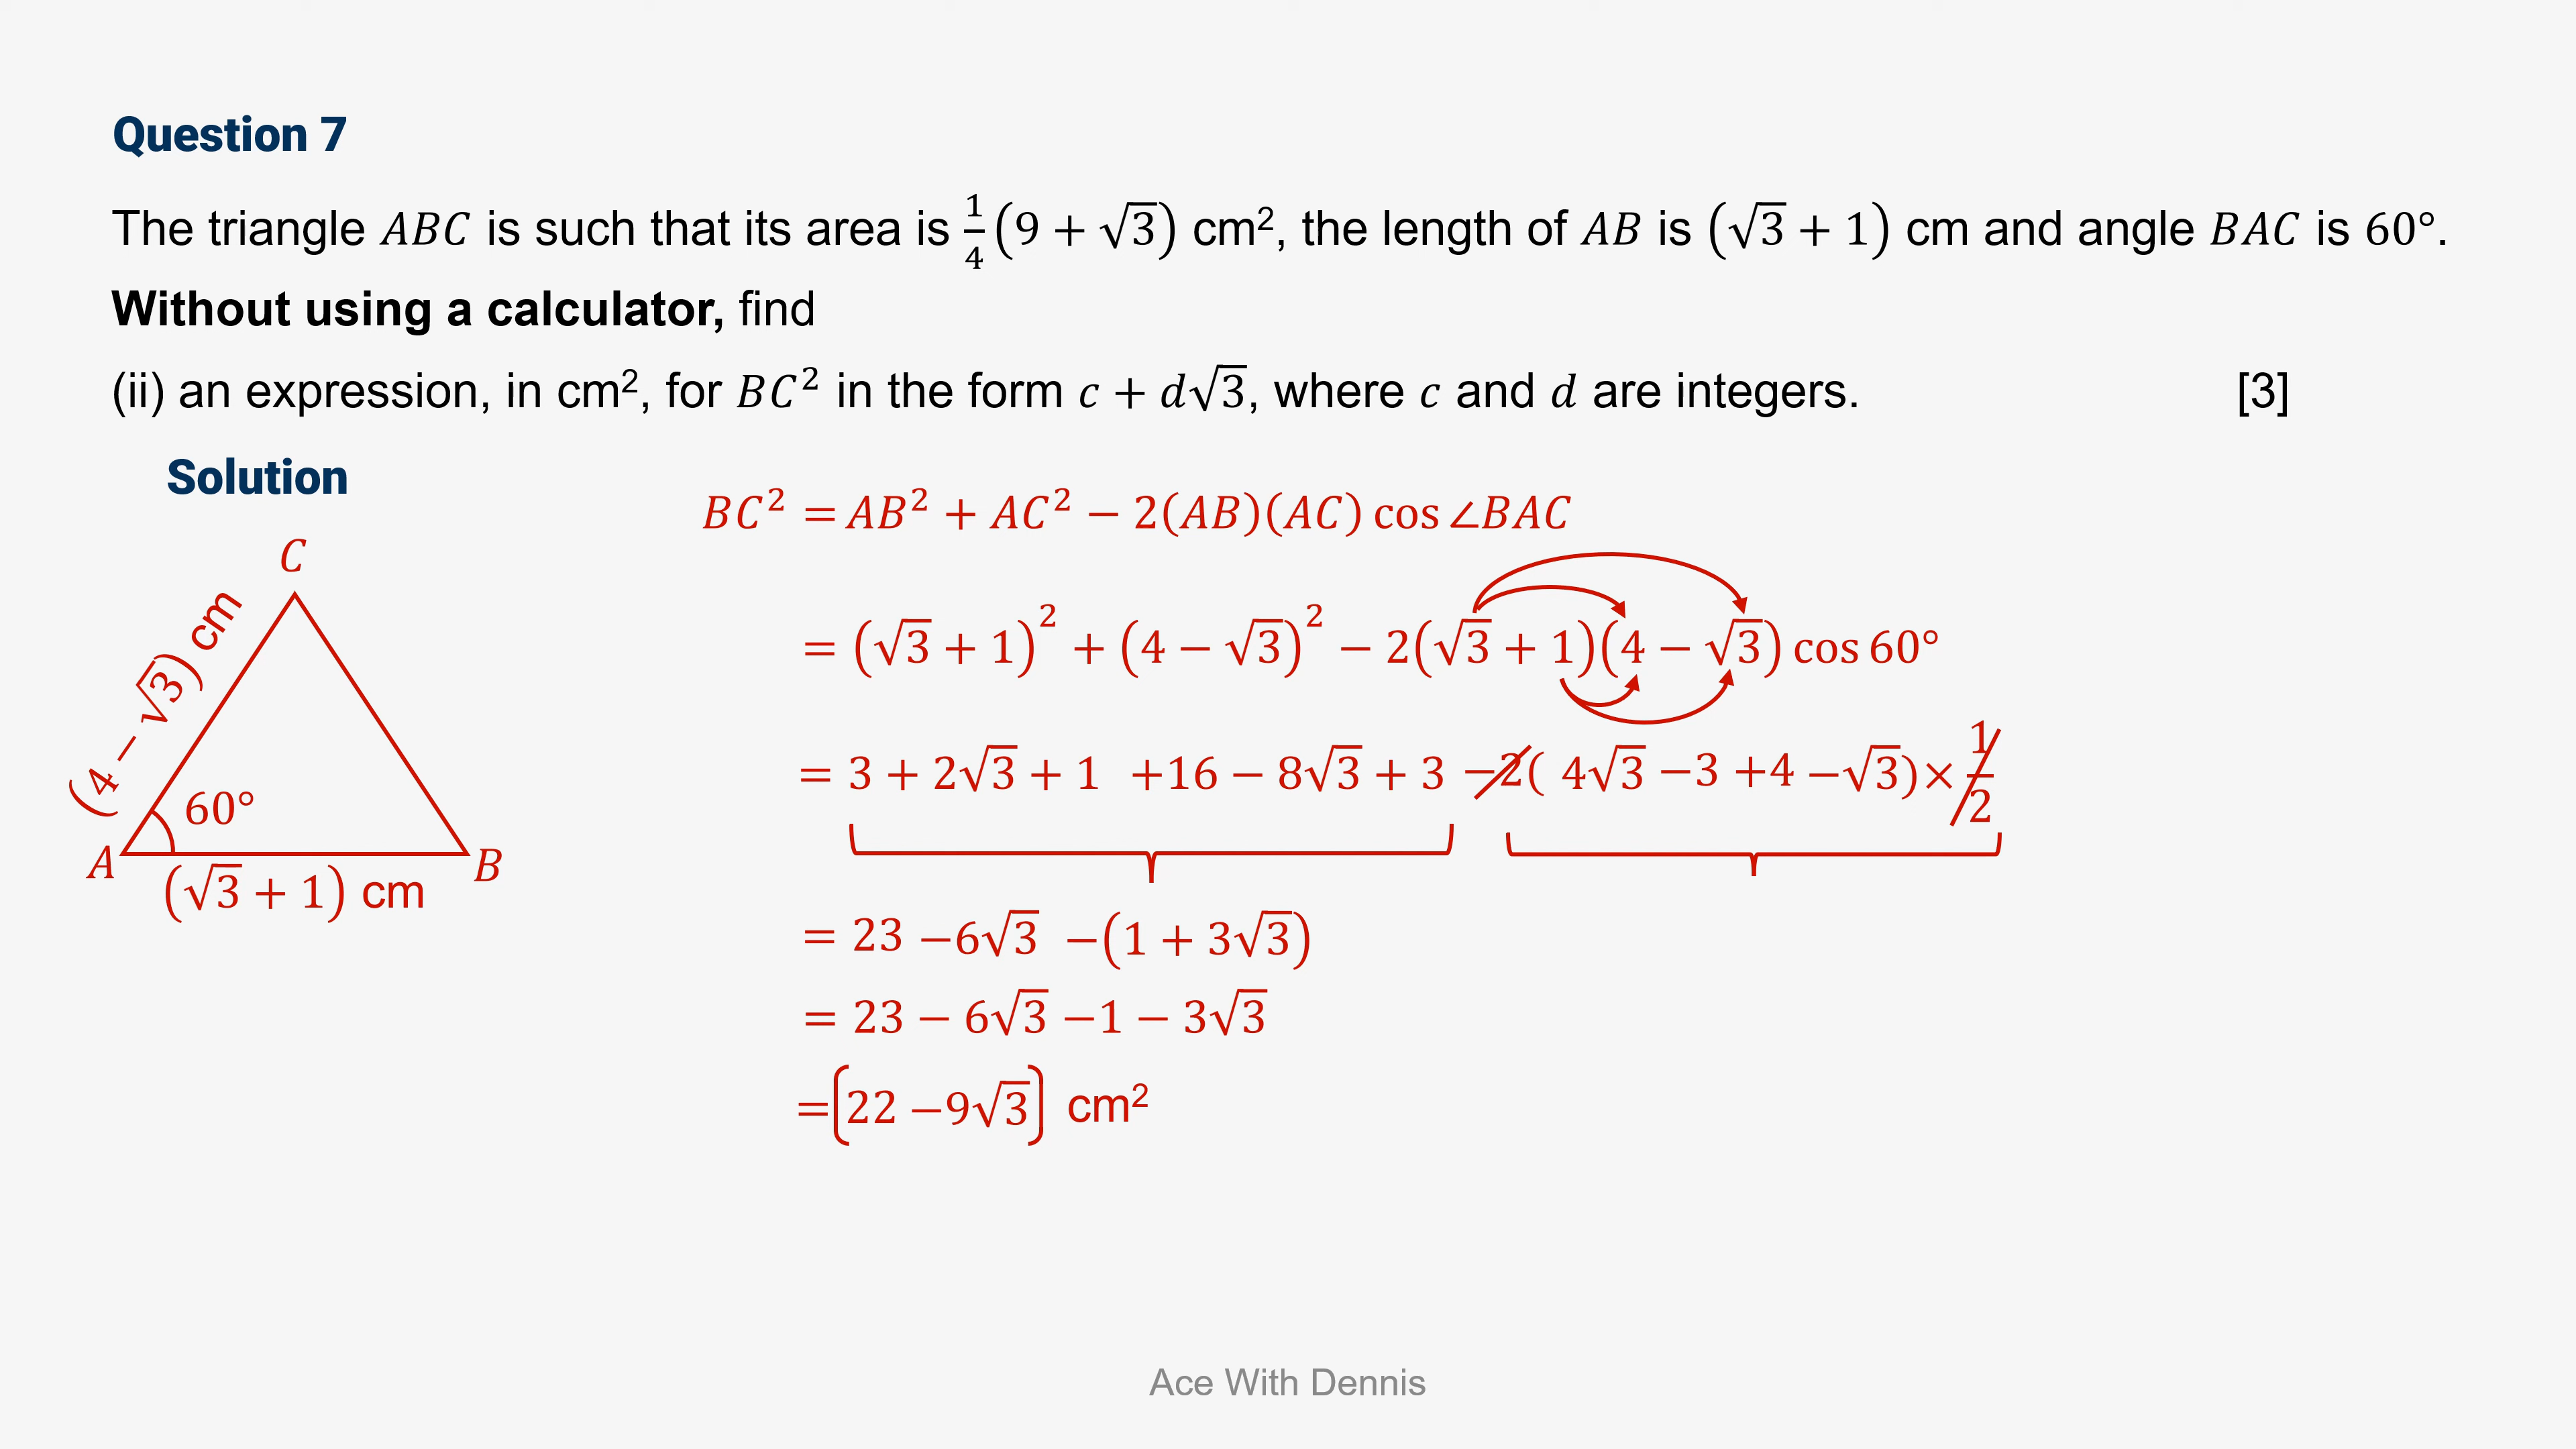 Question 7
The triangle ABC is such that its area is 1/4 (9 + √3) cm², the length of AB is (√3 + 1) cm and angle BAC is 60°.
Without using a calculator, find
(ii) an expression, in cm², for BC² in the form c + d√3, where c and d are integers. [3]
Solution
C
(4 − √3) cm
60°
A
B
(√3 + 1) cm
BC² = AB² + AC² − 2(AB)(AC) cos ∠BAC
= (√3 + 1)² + (4 − √3)² − 2(√3 + 1)(4 − √3) cos 60°
= 3 + 2√3 + 1 +16 − 8√3 + 3 −2( 4√3 −3 +4 −√3)× 1/2
= 23 −6√3 −(1 + 3√3)
= 23 − 6√3 −1 − 3√3
= (22 −9√3) cm²
Ace With Dennis